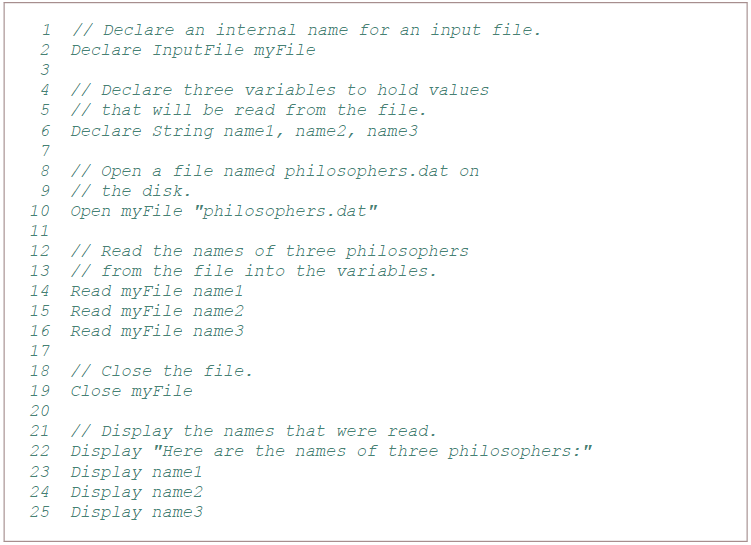 1 // Declare an internal name for an input file.
2 Declare InputFile myFile
3
4 // Declare three variables to hold values
5 // that will be read from the file.
6 Declare String name1, name2, name3
7
8 // Open a file named philosophers.dat on
9 // the disk.
10 Open myFile "philosophers.dat"
11
12 // Read the names of three philosophers
13 // from the file into the variables.
14 Read myFile name1
15 Read myFile name2
16 Read myFile name3
17
18 // Close the file.
19 Close myFile
20
21 // Display the names that were read.
22 Display "Here are the names of three philosophers:"
23 Display name1
24 Display name2
25 Display name3